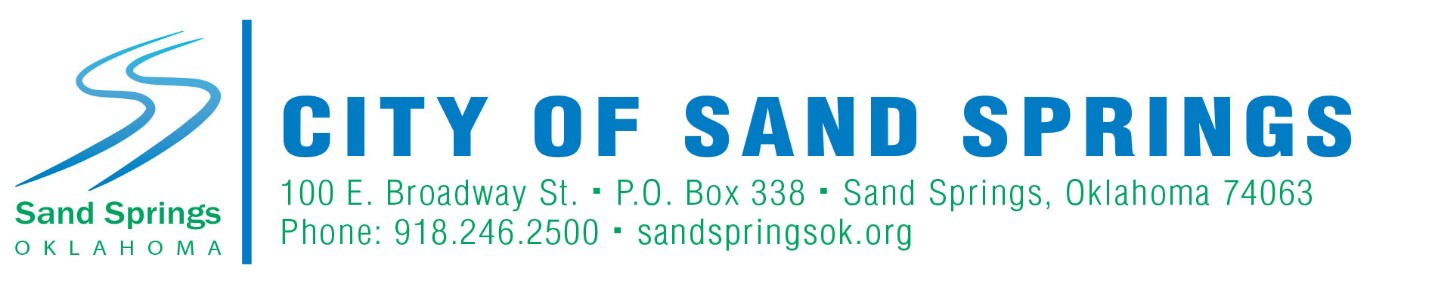 Sand Springs
OKLAHOMA
CITY OF SAND SPRINGS
100 E. Broadway St. ▪ P.O. Box 338 ▪ Sand Springs, Oklahoma 74063
Phone: 918.246.2500 ▪ sandspringsok.org